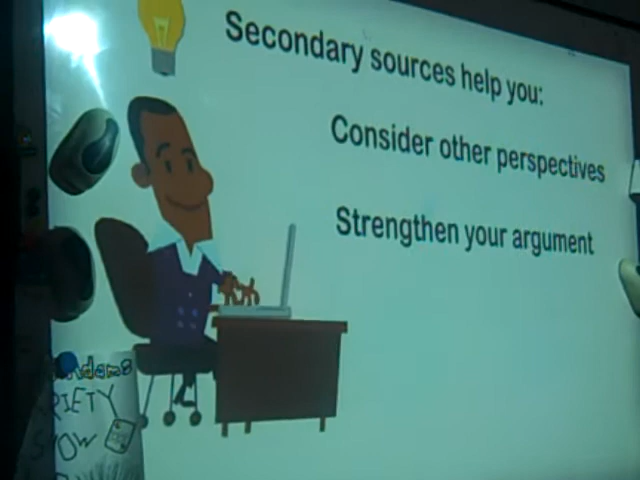 Secondary sources help you:
Consider other perspectives
Strengthen your argument